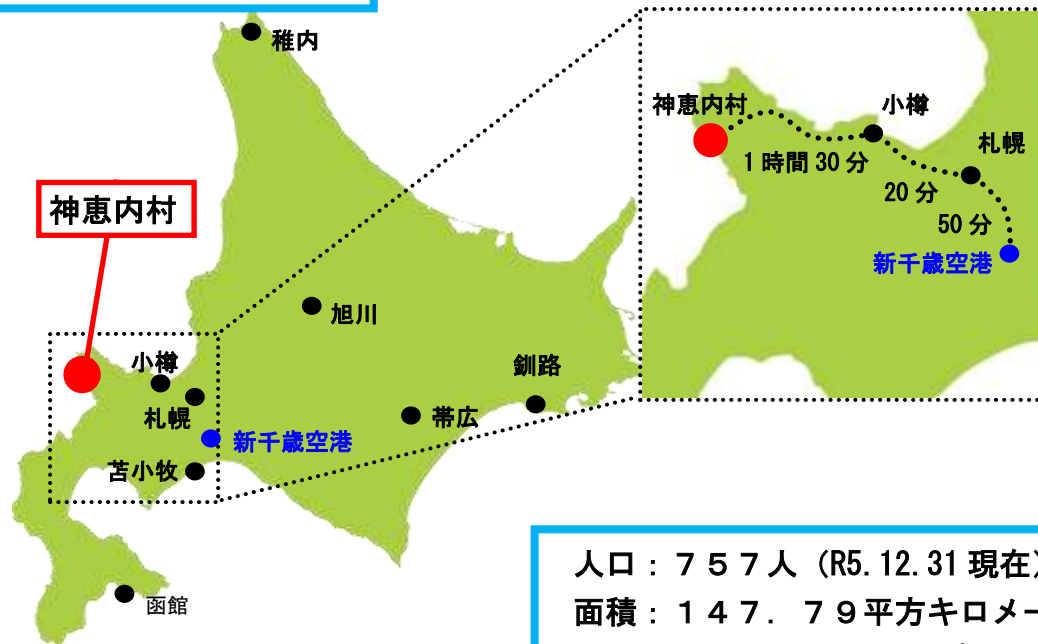 稚内
神恵内村
旭川
小樽
札幌
釧路
帯広
新千歳空港
苫小牧
函館
神恵内村
小樽
1時間30分
札幌
20分
50分
新千歳空港
人口：７５７人（R5.12.31現在）
面積：１４７．７９平方キロメー